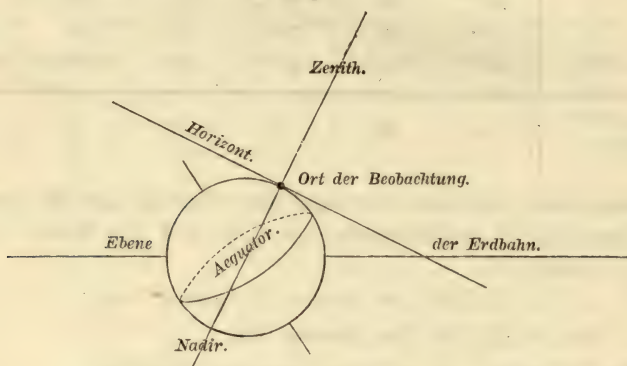 Zenith.
Horizont.
Ort der Beobachtung.
Ebene
der Erdbahn.
Aequator.
Nadir.